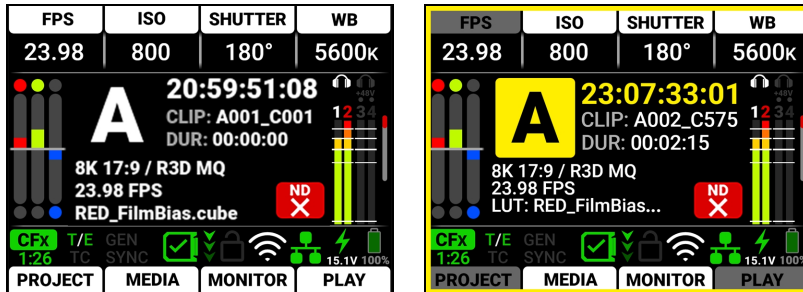 FPS ISO SHUTTER WB
23.98 800 180° 5600K
A
20:59:51:08
+48V
CLIP: A001_C001
1 2 3 4
DUR: 00:00:00
8K 17:9 / R3D MQ
23.98 FPS
ND
RED_FilmBias.cube
CFx T/E GEN
1:26 TC SYNC 15.1V 100%
PROJECT MEDIA MONITOR PLAY
FPS ISO SHUTTER WB
23.98 800 180° 5600K
A
23:07:33:01
+48V
CLIP: A002_C575
1 2 3 4
DUR: 00:02:15
8K 17:9 / R3D MQ
23.98 FPS
ND
LUT: RED_FilmBias...
CFx T/E GEN
1:26 TC SYNC 15.1V 100%
PROJECT MEDIA MONITOR PLAY